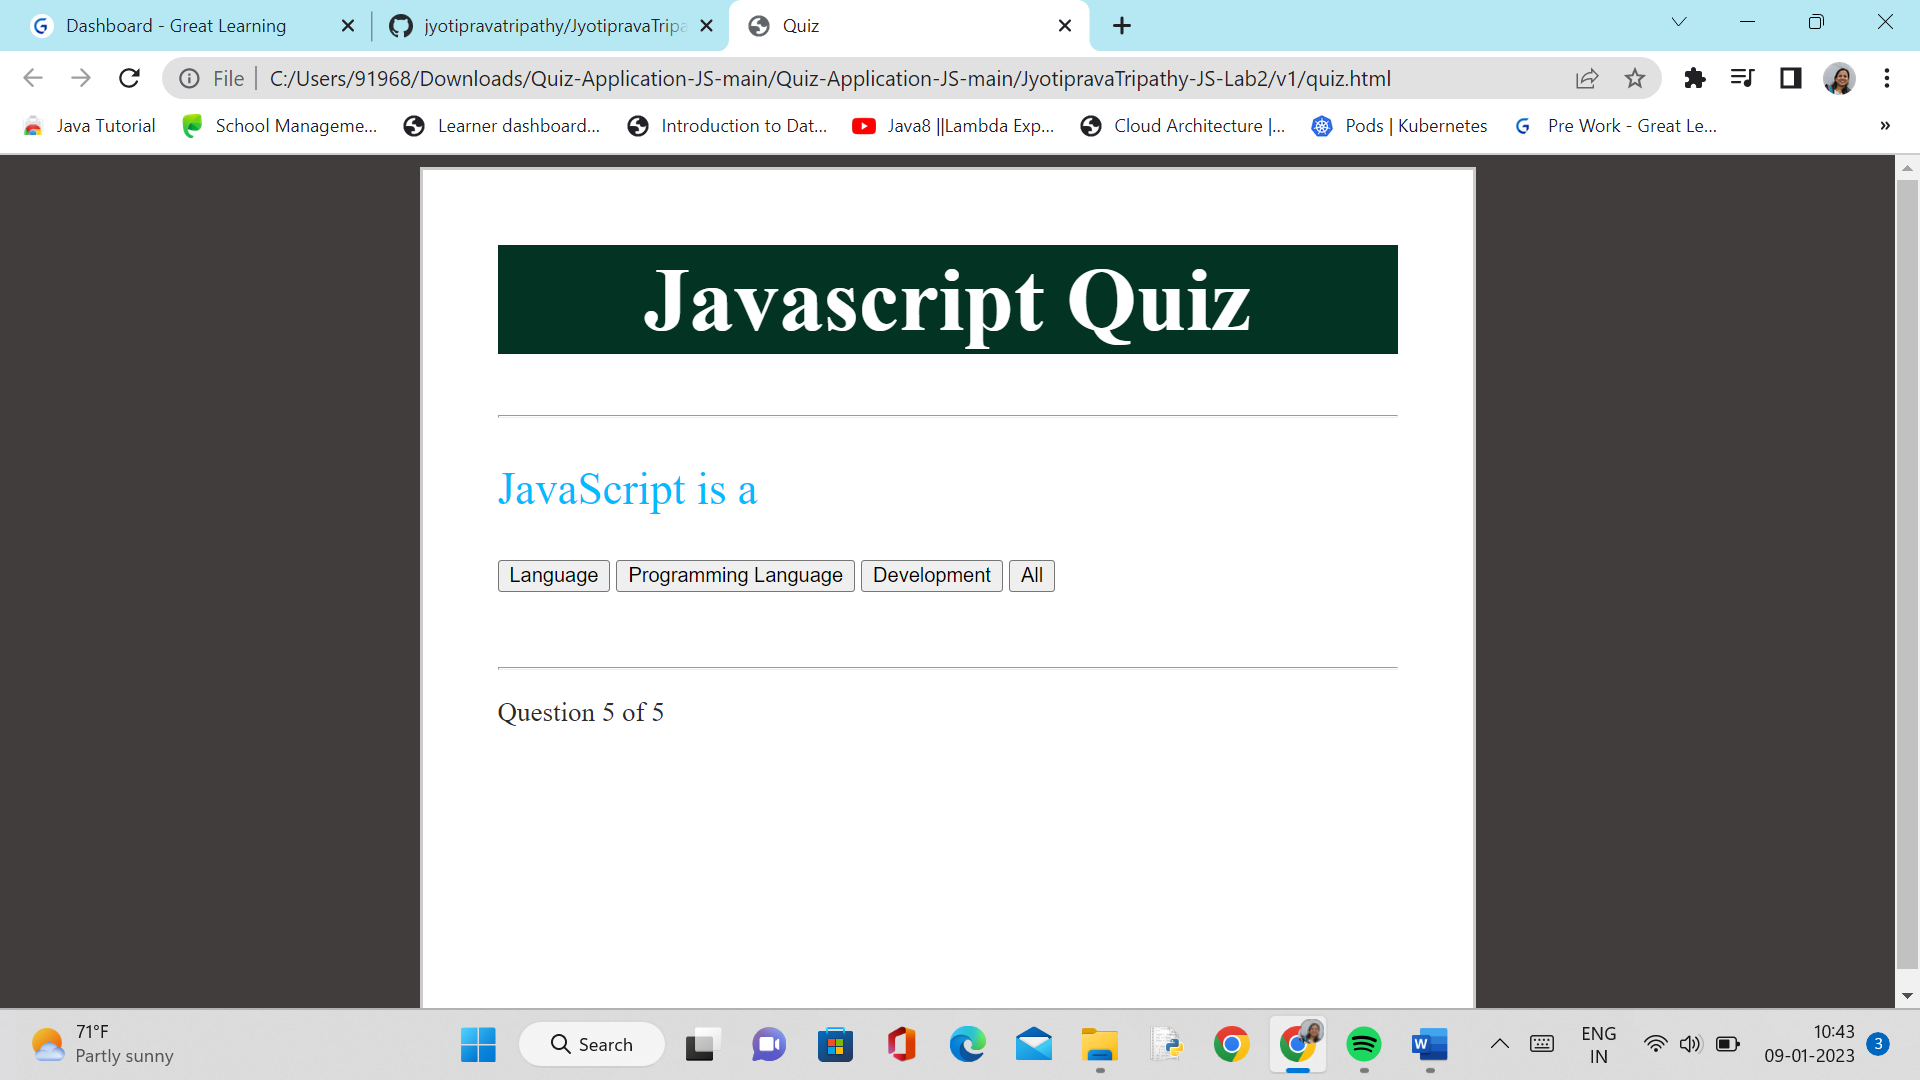 Dashboard - Great Learning
jyotipravatripathy/JyotipravaTripa
Quiz
File
C:/Users/91968/Downloads/Quiz-Application-JS-main/Quiz-Application-JS-main/JyotipravaTripathy-JS-Lab2/v1/quiz.html
Java Tutorial
School Manageme...
Learner dashboard...
Introduction to Dat...
Java8 ||Lambda Exp...
Cloud Architecture |...
Pods | Kubernetes
Pre Work - Great Le...
»
Javascript Quiz
JavaScript is a
Language
Programming Language
Development
All
Question 5 of 5
71°F
Partly sunny
Search
ENG
IN
10:43
09-01-2023
3